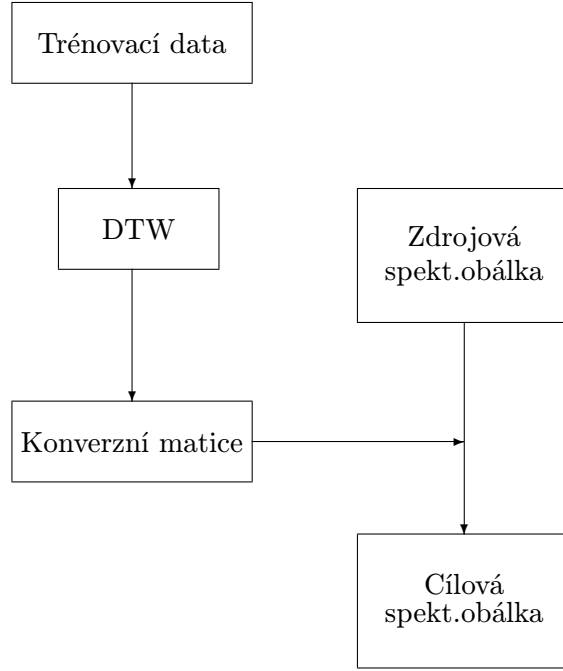 Trénovací data
DTW
Zdrojová
spekt.obálka
Konverzní matice
Cílová
spekt.obálka